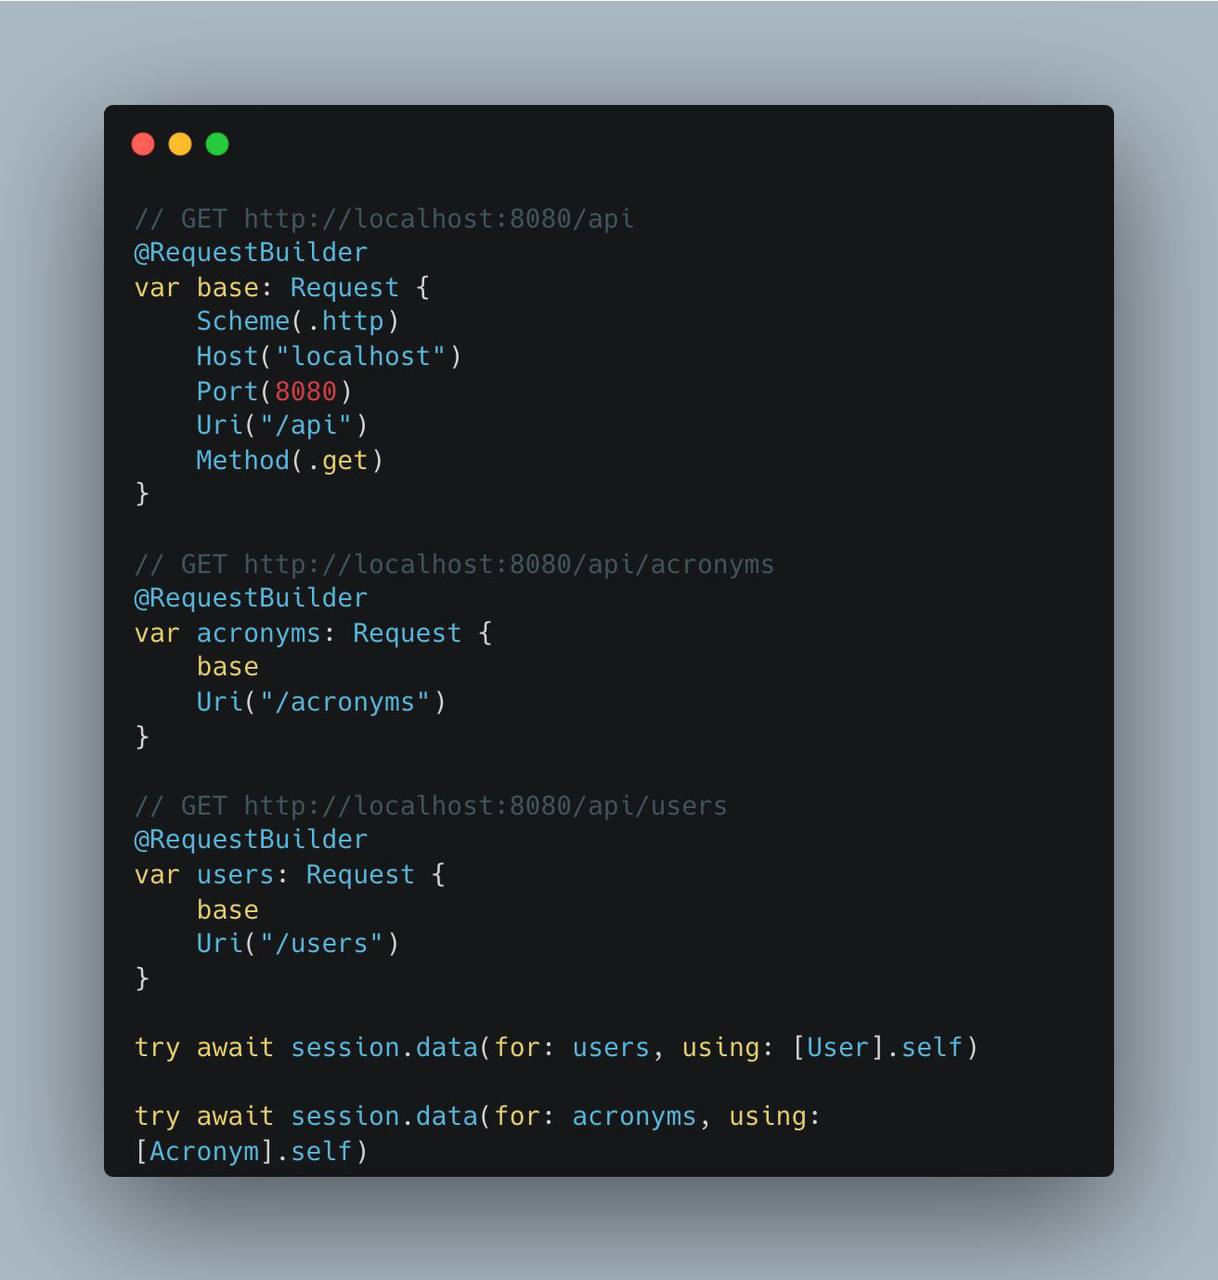 // GET http://localhost:8080/api
@RequestBuilder
var base: Request {
    Scheme(.http)
    Host("localhost")
    Port(8080)
    Uri("/api")
    Method(.get)
}

// GET http://localhost:8080/api/acronyms
@RequestBuilder
var acronyms: Request {
    base
    Uri("/acronyms")
}

// GET http://localhost:8080/api/users
@RequestBuilder
var users: Request {
    base
    Uri("/users")
}

try await session.data(for: users, using: [User].self)

try await session.data(for: acronyms, using:
[Acronym].self)